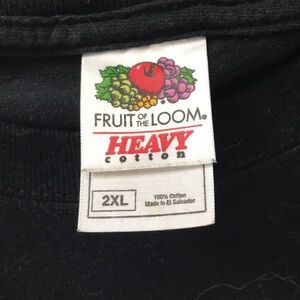 FRUIT OF THE LOOM®
HEAVY
cotton
2XL
100% Cotton
Made in El Salvador